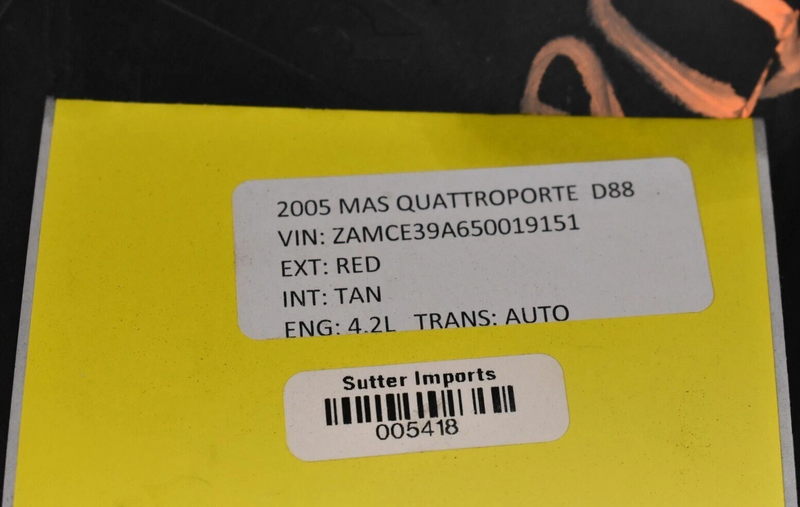 2005 MAS QUATTROPORTE D88
VIN: ZAMCE39A650019151
EXT: RED
INT: TAN
ENG: 4.2L TRANS: AUTO
Sutter Imports
005418